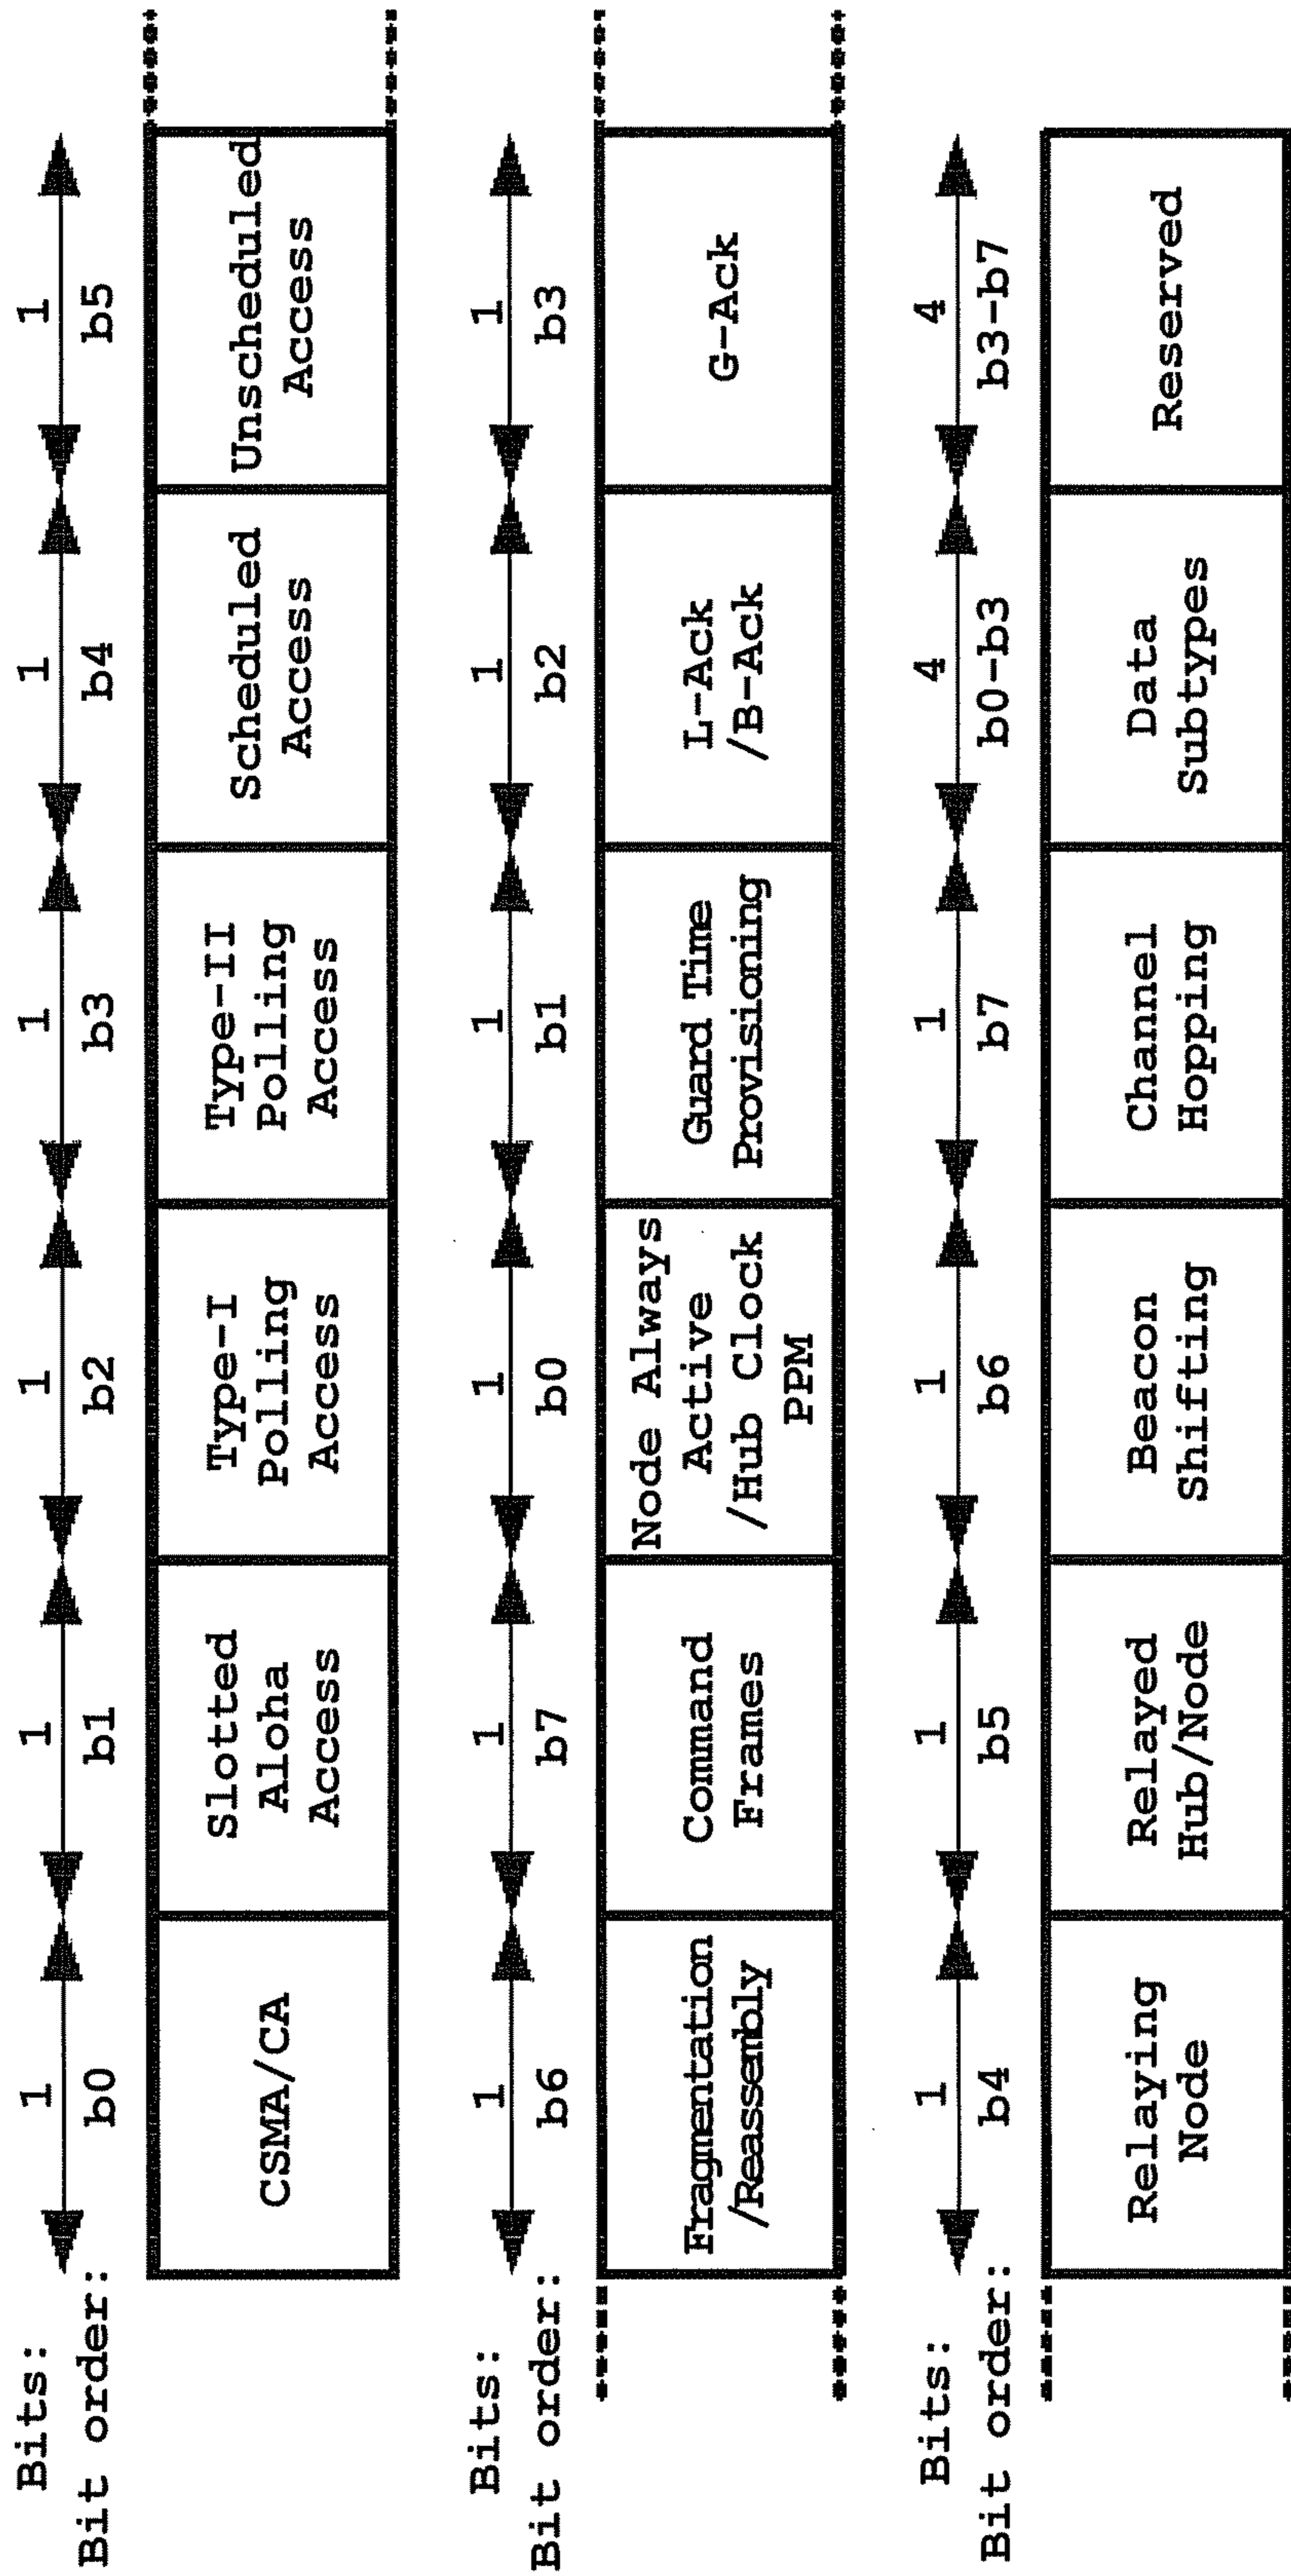 Bits: 1 1 1 1 1 1
Bit order: b0 b1 b2 b3 b4 b5
CSMA/CA
Slotted
Aloha
Access
Type-I
Polling
Access
Type-II
Polling
Access
Scheduled
Access
Unscheduled
Access
Bits: 1 1 1 1 1 1
Bit order: b6 b7 b0 b1 b2 b3
Fragmentation
/Reassembly
Command
Frames
Node Always
Active
/Hub Clock
PPM
Guard Time
Provisioning
L-Ack
/B-Ack
G-Ack
Bits: 1 1 1 1 4 4
Bit order: b4 b5 b6 b7 b0-b3 b3-b7
Relaying
Node
Relayed
Hub/Node
Beacon
Shifting
Channel
Hopping
Data
Subtypes
Reserved